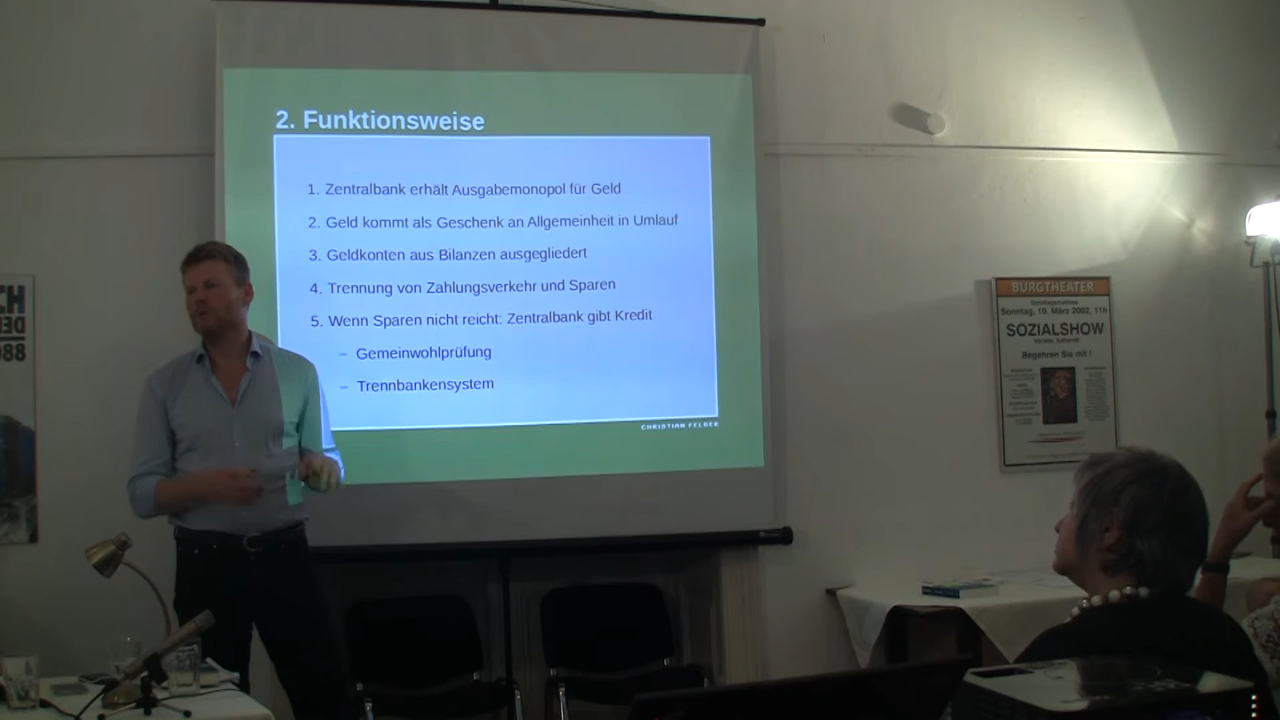 2. Funktionsweise
1. Zentralbank erhält Ausgabemonopol für Geld
2. Geld kommt als Geschenk an Allgemeinheit in Umlauf
3. Geldkonten aus Bilanzen ausgegliedert
4. Trennung von Zahlungsverkehr und Sparen
5. Wenn Sparen nicht reicht: Zentralbank gibt Kredit
– Gemeinwohlprüfung
– Trennbankensystem
CHRISTIAN FELBER
BURGTHEATER
Sonntag, 10. März 2002, 11h
SOZIALSHOW
Begehren Sie mit !